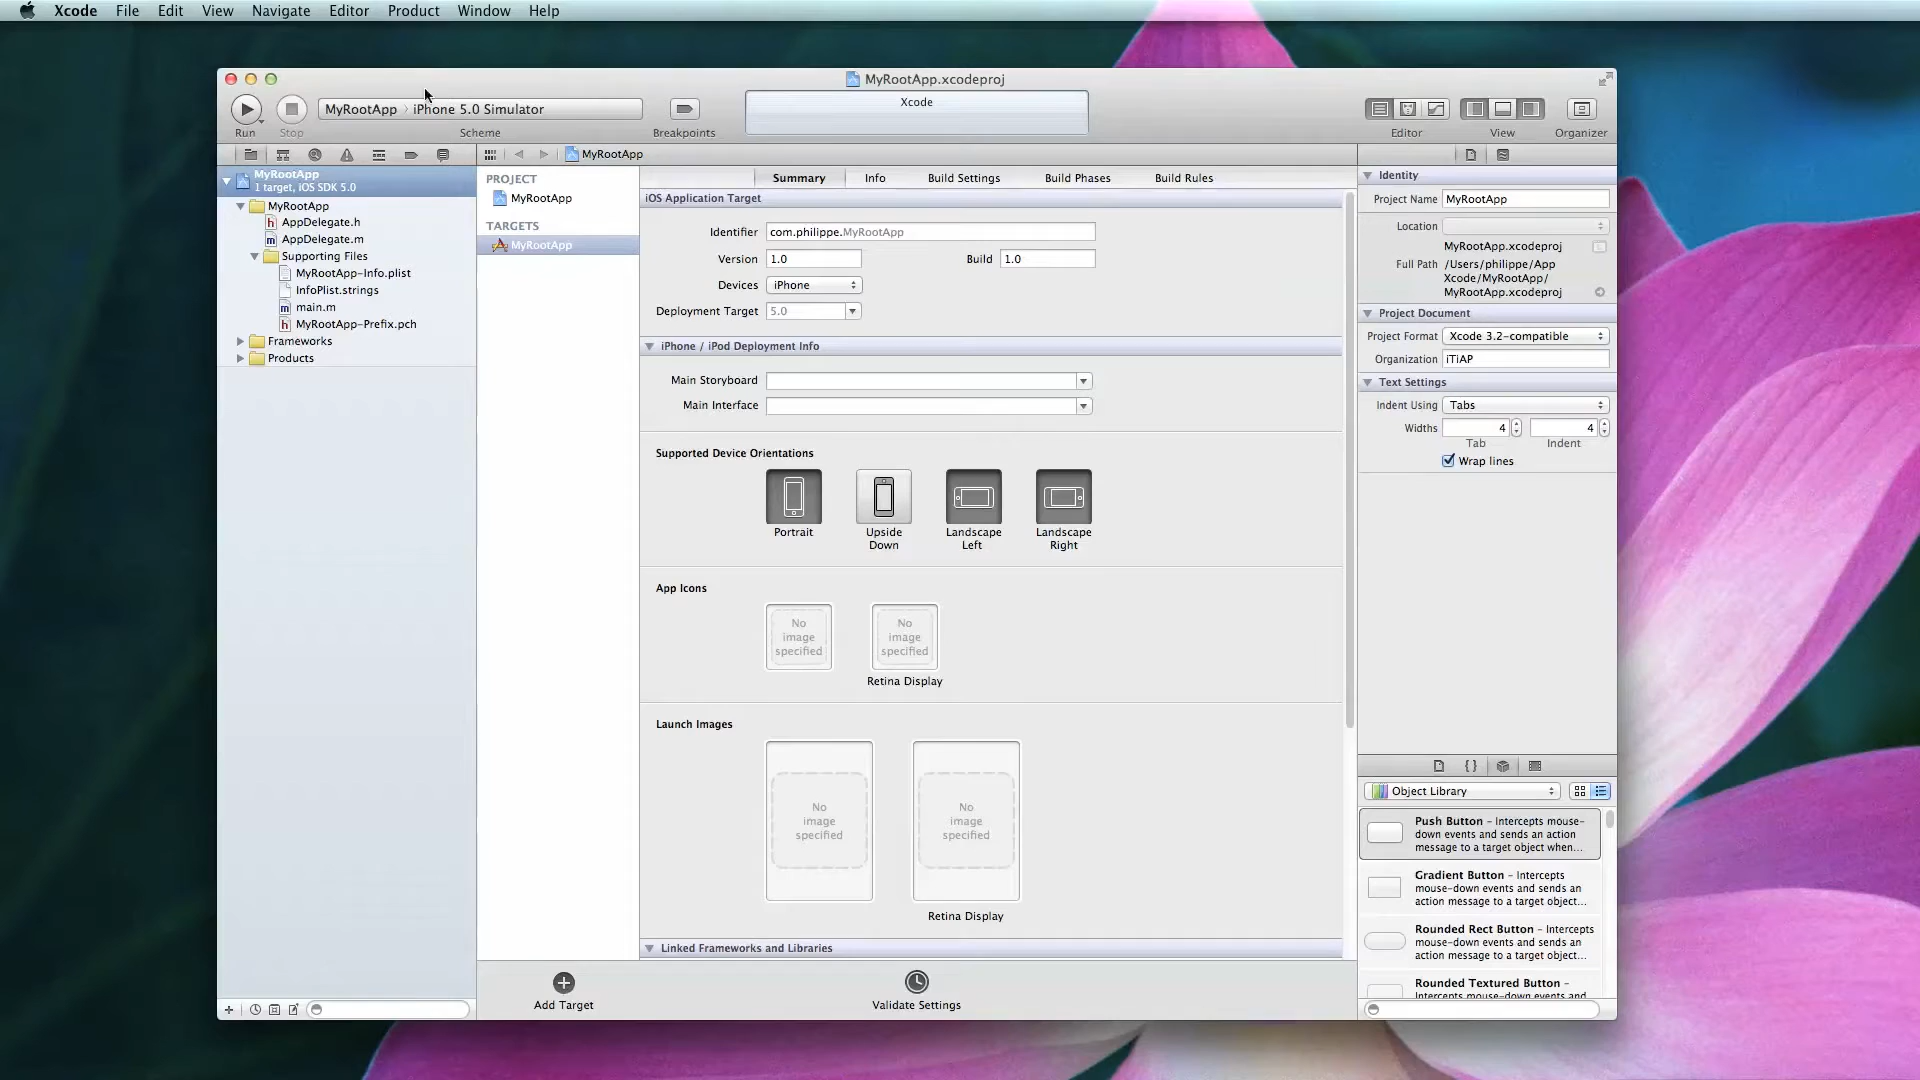 Xcode File Edit View Navigate Editor Product Window Help
MyRootApp.xcodeproj
MyRootApp iPhone 5.0 Simulator
Xcode
Run Stop Scheme Breakpoints Editor View Organizer
MyRootApp
1 target, iOS SDK 5.0
MyRootApp
AppDelegate.h
AppDelegate.m
Supporting Files
MyRootApp-Info.plist
InfoPlist.strings
main.m
MyRootApp-Prefix.pch
Frameworks
Products
MyRootApp
PROJECT
MyRootApp
TARGETS
MyRootApp
Summary Info Build Settings Build Phases Build Rules
iOS Application Target
Identifier com.philippe.MyRootApp
Version 1.0 Build 1.0
Devices iPhone
Deployment Target 5.0
iPhone / iPod Deployment Info
Main Storyboard
Main Interface
Supported Device Orientations
Portrait
Upside
Down
Landscape
Left
Landscape
Right
App Icons
No
image
specified
No
image
specified
Retina Display
Launch Images
No
image
specified
No
image
specified
Retina Display
Linked Frameworks and Libraries
Add Target
Validate Settings
Identity
Project Name MyRootApp
Location
MyRootApp.xcodeproj
Full Path /Users/philippe/App
Xcode/MyRootApp/
MyRootApp.xcodeproj
Project Document
Project Format Xcode 3.2-compatible
Organization iTiAP
Text Settings
Indent Using Tabs
Widths 4 4
Tab Indent
Wrap lines
{}
Object Library
Push Button - Intercepts mouse-
down events and sends an action
message to a target object when...
Gradient Button - Intercepts
mouse-down events and sends an
action message to a target object...
Rounded Rect Button - Intercepts
mouse-down events and sends an
action message to a target object...
Rounded Textured Button -
Intercepts mouse-down events and